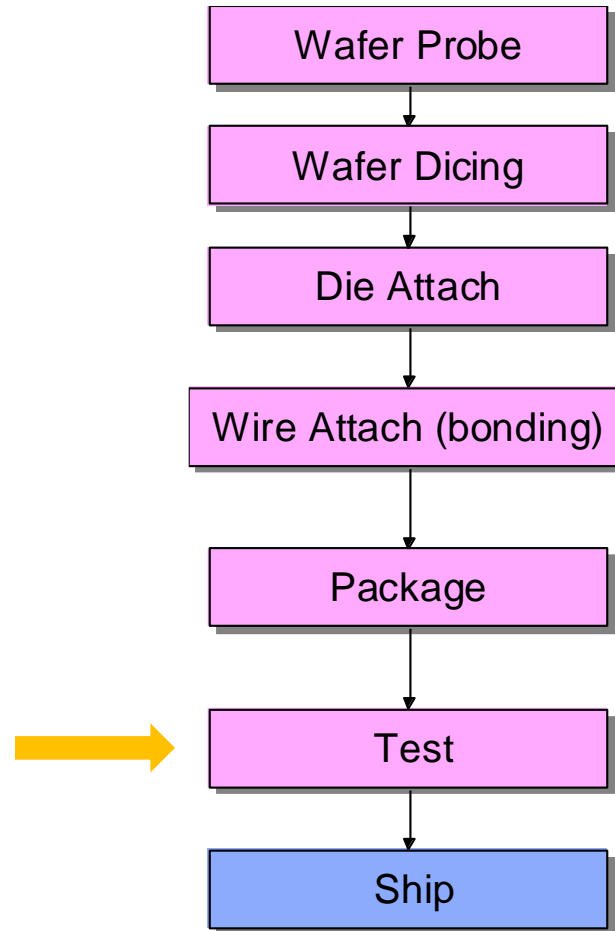 Wafer Probe
Wafer Dicing
Die Attach
Wire Attach (bonding)
Package
Test
Ship